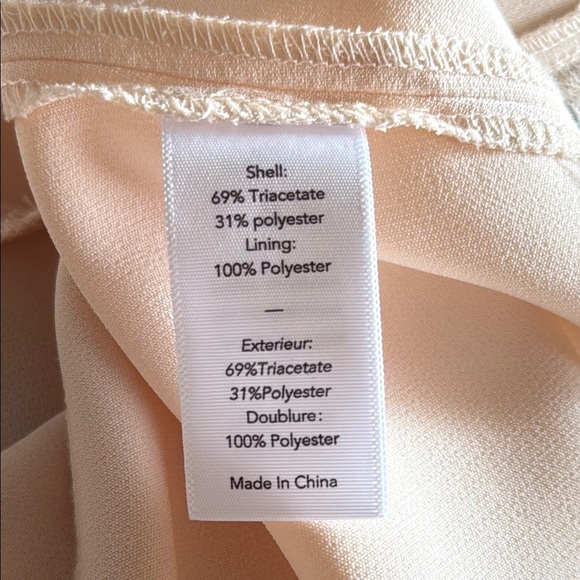 Shell:
69% Triacetate
31% polyester
Lining:
100% Polyester
—
Exterieur:
69%Triacetate
31%Polyester
Doublure:
100% Polyester
Made In China